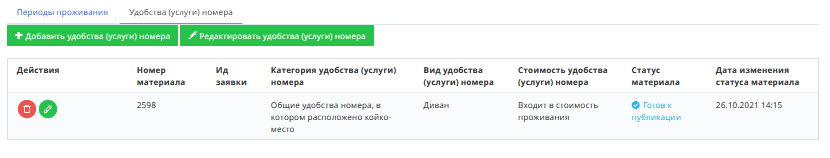 Периоды проживания Удобства (услуги) номера
Добавить удобства (услуги) номера Редактировать удобства (услуги) номера
Действия Номер материала Ид заявки Категория удобства (услуги) номера Вид удобства (услуги) номера Стоимость удобства (услуги) номера Статус материала Дата изменения статуса материала
2598 Общие удобства номера, в котором расположено койко-место Диван Входит в стоимость проживания Готов к публикации 26.10.2021 14:15